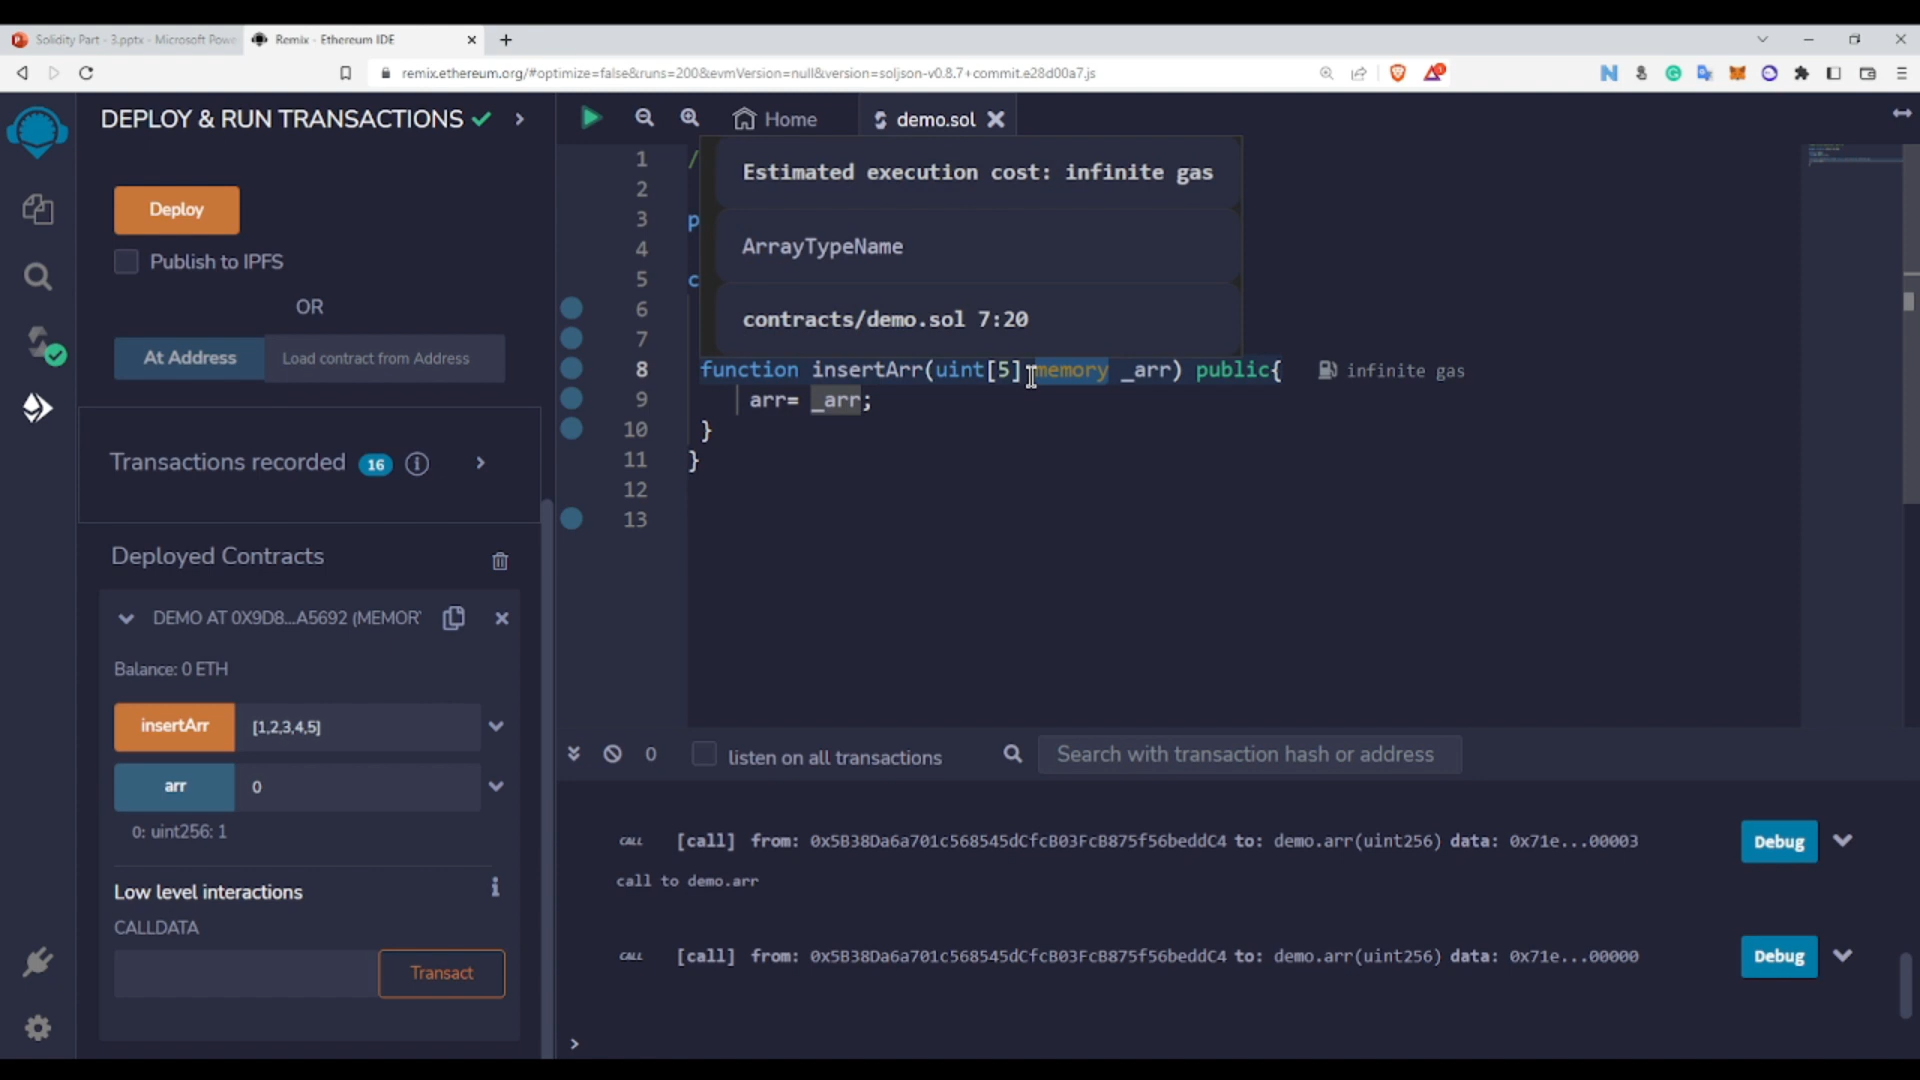 Solidity Part - 3.pptx - Microsoft Powe
Remix - Ethereum IDE
remix.ethereum.org/#optimize=false&runs=200&evmVersion=null&version=soljson-v0.8.7+commit.e28d00a7.js
DEPLOY & RUN TRANSACTIONS
Deploy
Publish to IPFS
OR
At Address
Load contract from Address
Transactions recorded 16
Deployed Contracts
DEMO AT 0X9D8...A5692 (MEMORY
Balance: 0 ETH
insertArr
[1,2,3,4,5]
arr
0
0: uint256: 1
Low level interactions
CALLDATA
Transact
Home
demo.sol
1 /
2
3 p
4
5 c
6
7
8 function insertArr(uint[5] memory _arr) public{ infinite gas
9 arr= _arr;
10 }
11 }
12
13
Estimated execution cost: infinite gas
ArrayTypeName
contracts/demo.sol 7:20
0
listen on all transactions
Search with transaction hash or address
CALL [call] from: 0x5B38Da6a701c568545dCfcB03FcB875f56beddC4 to: demo.arr(uint256) data: 0x71e...00003
Debug
call to demo.arr
CALL [call] from: 0x5B38Da6a701c568545dCfcB03FcB875f56beddC4 to: demo.arr(uint256) data: 0x71e...00000
Debug
>